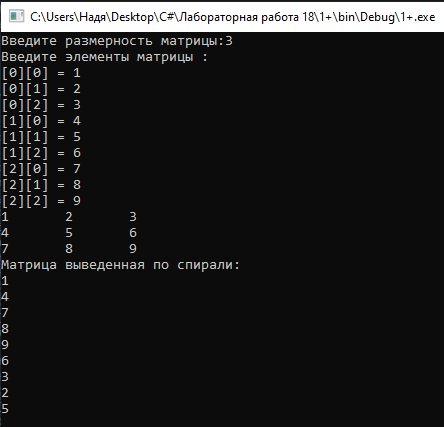 C:\Users\Надя\Desktop\C#\Лабораторная работа 18\1+\bin\Debug\1+.exe
Введите размерность матрицы:3
Введите элементы матрицы :
[0][0] = 1
[0][1] = 2
[0][2] = 3
[1][0] = 4
[1][1] = 5
[1][2] = 6
[2][0] = 7
[2][1] = 8
[2][2] = 9
1 2 3
4 5 6
7 8 9
Матрица выведенная по спирали:
1
4
7
8
9
6
3
2
5